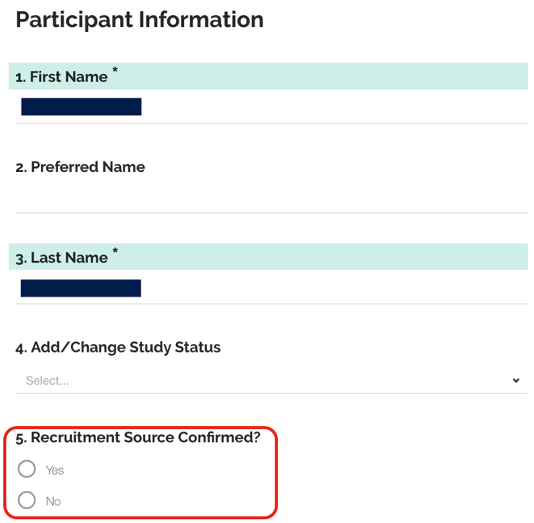 Participant Information
1. First Name *
2. Preferred Name
3. Last Name *
4. Add/Change Study Status
Select...
5. Recruitment Source Confirmed?
Yes
No